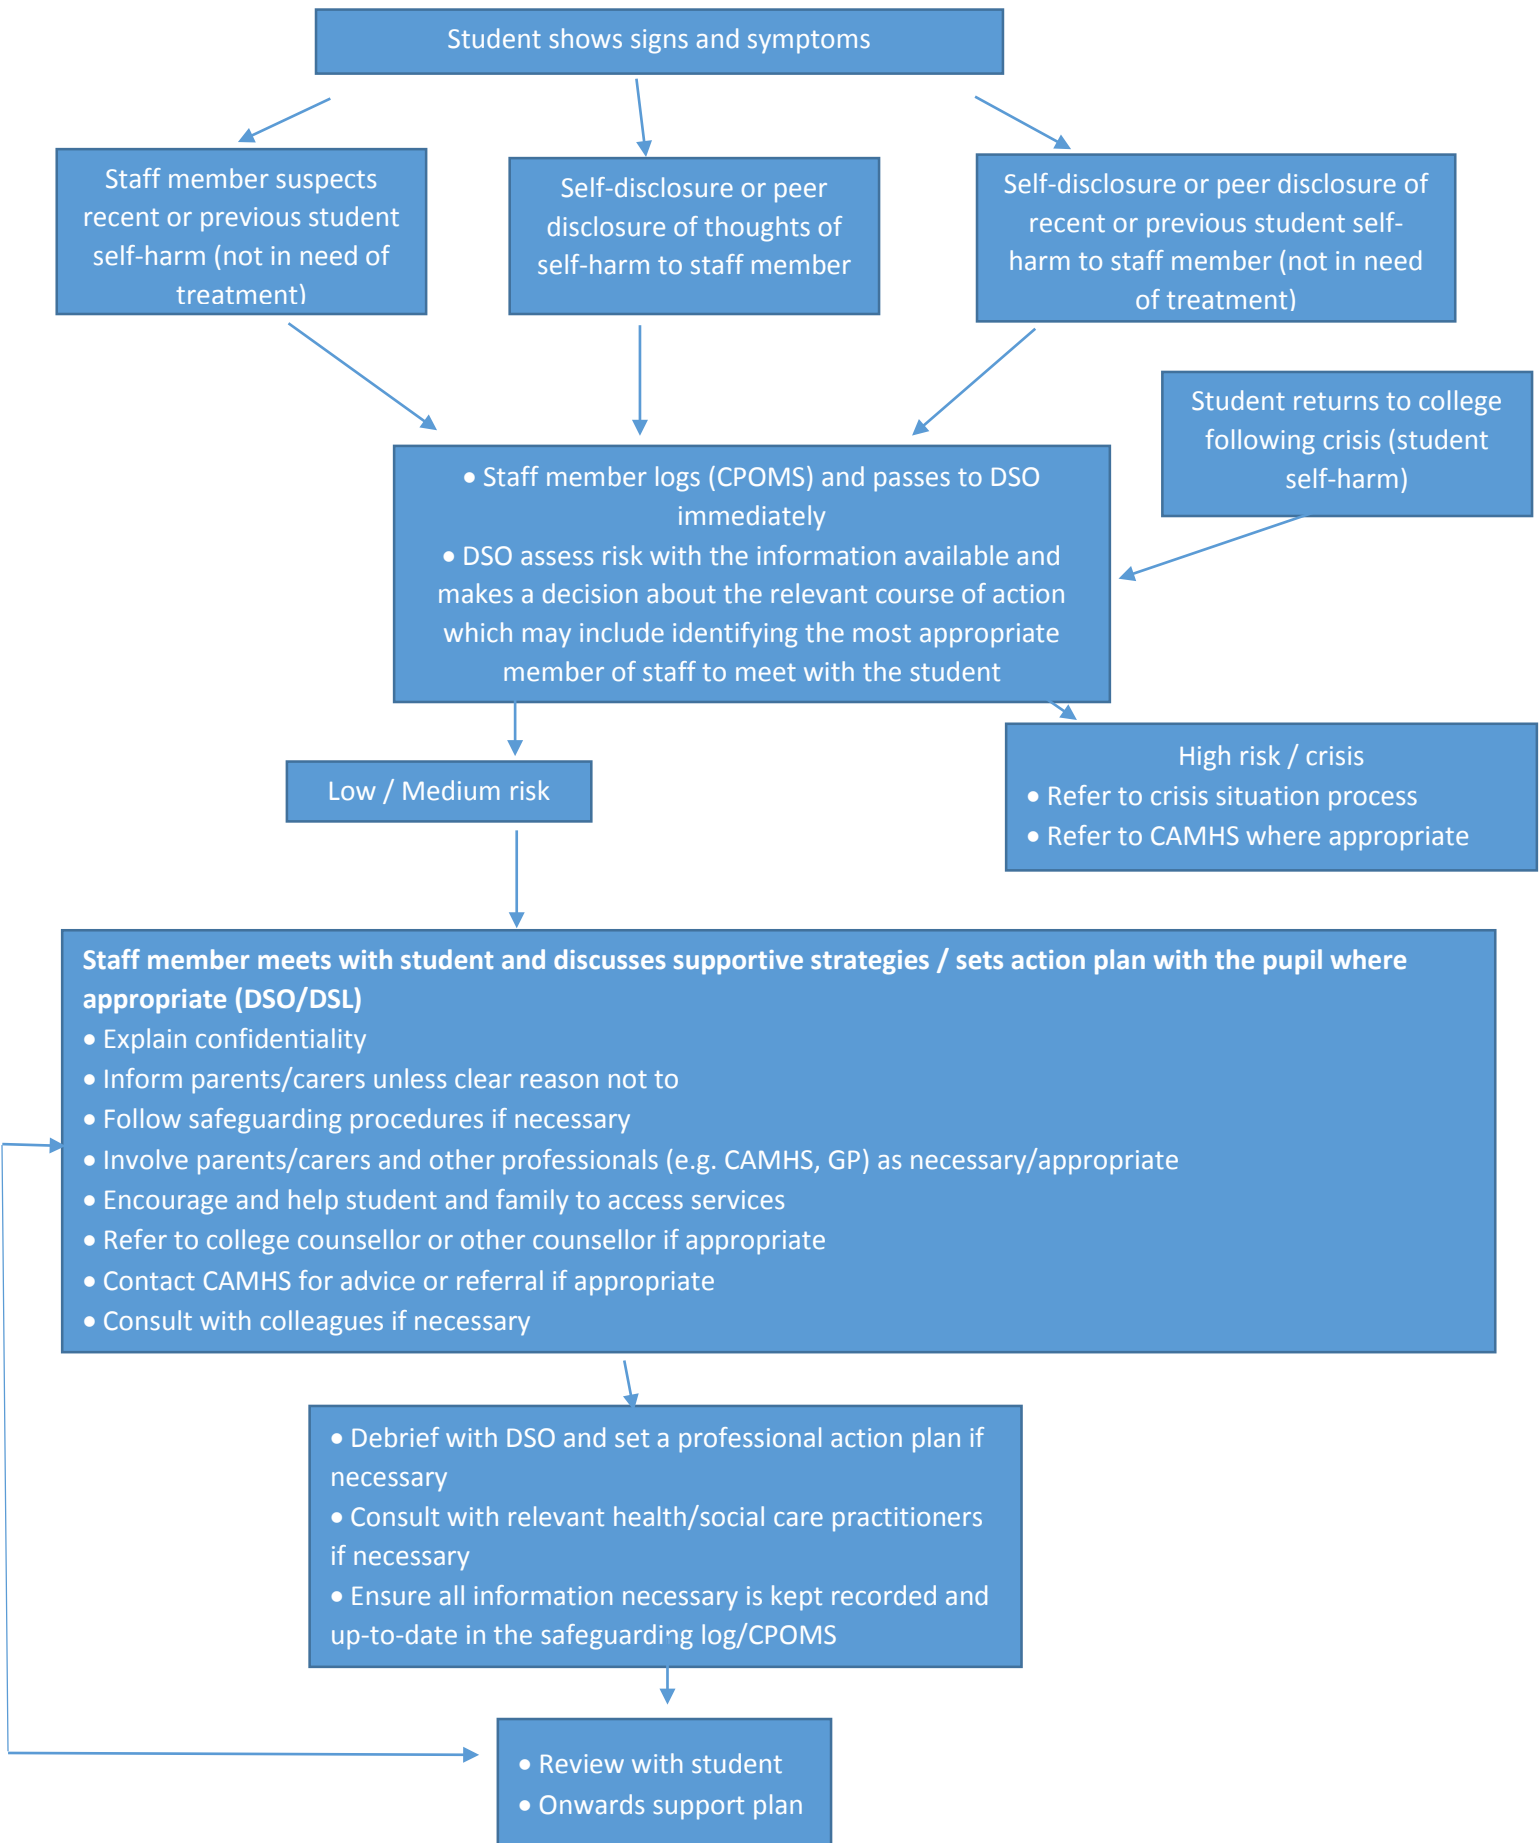 Student shows signs and symptoms
Staff member suspects
recent or previous student
self-harm (not in need of
treatment)
Self-disclosure or peer
disclosure of thoughts of
self-harm to staff member
Self-disclosure or peer disclosure of
recent or previous student self-
harm to staff member (not in need
of treatment)
Student returns to college
following crisis (student
self-harm)
• Staff member logs (CPOMS) and passes to DSO
immediately
• DSO assess risk with the information available and
makes a decision about the relevant course of action
which may include identifying the most appropriate
member of staff to meet with the student
Low / Medium risk
High risk / crisis
• Refer to crisis situation process
• Refer to CAMHS where appropriate
Staff member meets with student and discusses supportive strategies / sets action plan with the pupil where
appropriate (DSO/DSL)
• Explain confidentiality
• Inform parents/carers unless clear reason not to
• Follow safeguarding procedures if necessary
• Involve parents/carers and other professionals (e.g. CAMHS, GP) as necessary/appropriate
• Encourage and help student and family to access services
• Refer to college counsellor or other counsellor if appropriate
• Contact CAMHS for advice or referral if appropriate
• Consult with colleagues if necessary
• Debrief with DSO and set a professional action plan if
necessary
• Consult with relevant health/social care practitioners
if necessary
• Ensure all information necessary is kept recorded and
up-to-date in the safeguarding log/CPOMS
• Review with student
• Onwards support plan